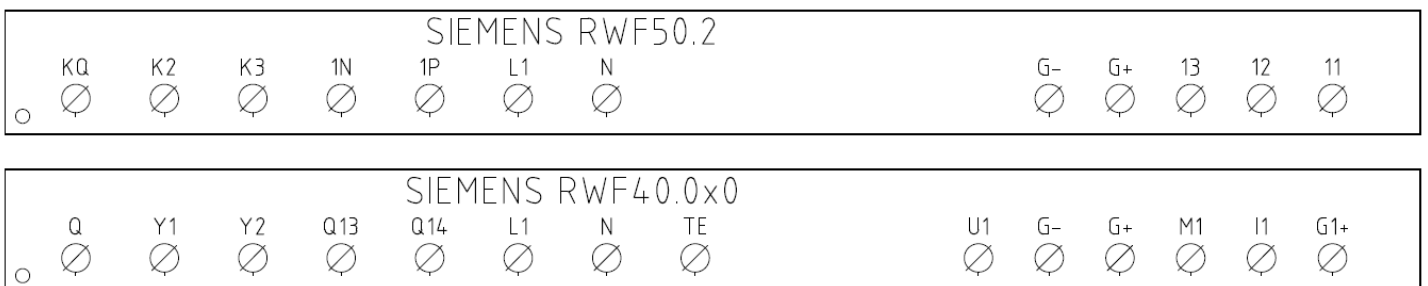 SIEMENS RWF50.2
KQ K2 K3 1N 1P L1 N G- G+ 13 12 11
SIEMENS RWF40.0x0
Q Y1 Y2 Q13 Q14 L1 N TE U1 G- G+ M1 I1 G1+